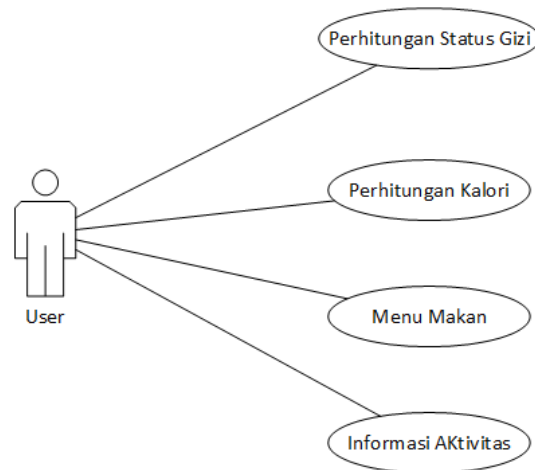 Perhitungan Status Gizi
Perhitungan Kalori
User
Menu Makan
Informasi AKtivitas